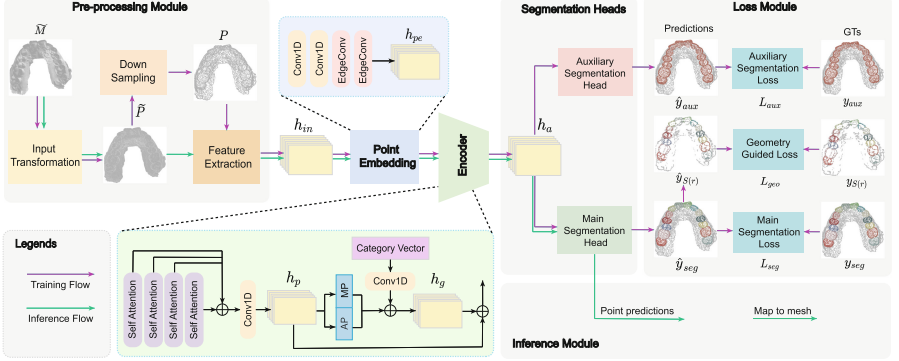 Pre-processing Module
M̃
Down
Sampling
P
P̃
Input
Transformation
Feature
Extraction
Conv1D
Conv1D
EdgeConv
EdgeConv
h_pe
h_in
Point
Embedding
Encoder
h_a
Segmentation Heads
Auxiliary
Segmentation
Head
Main
Segmentation
Head
Loss Module
Predictions
GTs
Auxiliary
Segmentation
Loss
ŷ_aux
L_aux
y_aux
Geometry
Guided Loss
ŷ_S(r)
L_geo
y_S(r)
Main
Segmentation
Loss
ŷ_seg
L_seg
y_seg
Legends
Training Flow
Inference Flow
Self Attention
Self Attention
Self Attention
Self Attention
Conv1D
h_p
MP
AP
Category Vector
Conv1D
h_g
Point predictions
Map to mesh
Inference Module